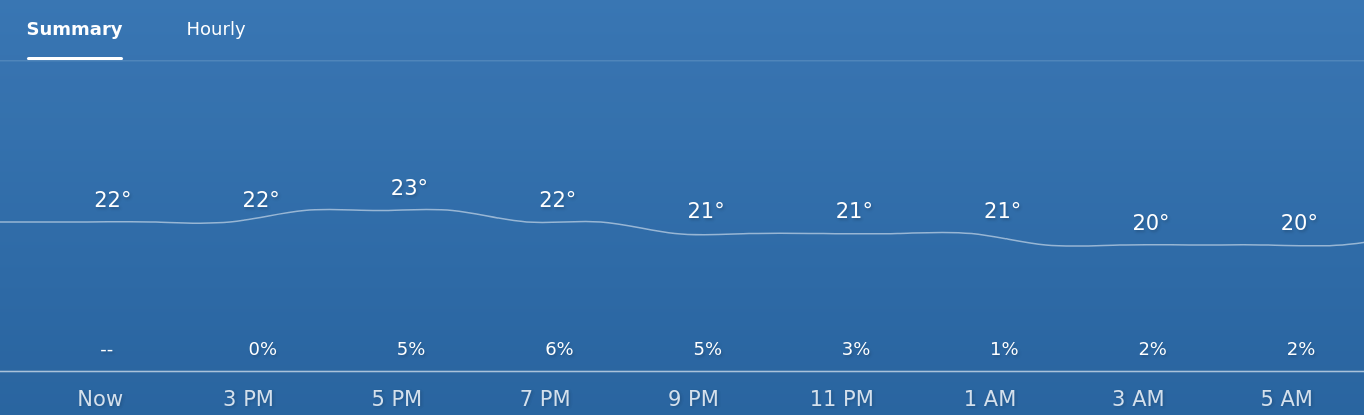 Summary Hourly
22° 22° 23° 22° 21° 21° 21° 20° 20°
-- 0% 5% 6% 5% 3% 1% 2% 2%
Now 3 PM 5 PM 7 PM 9 PM 11 PM 1 AM 3 AM 5 AM